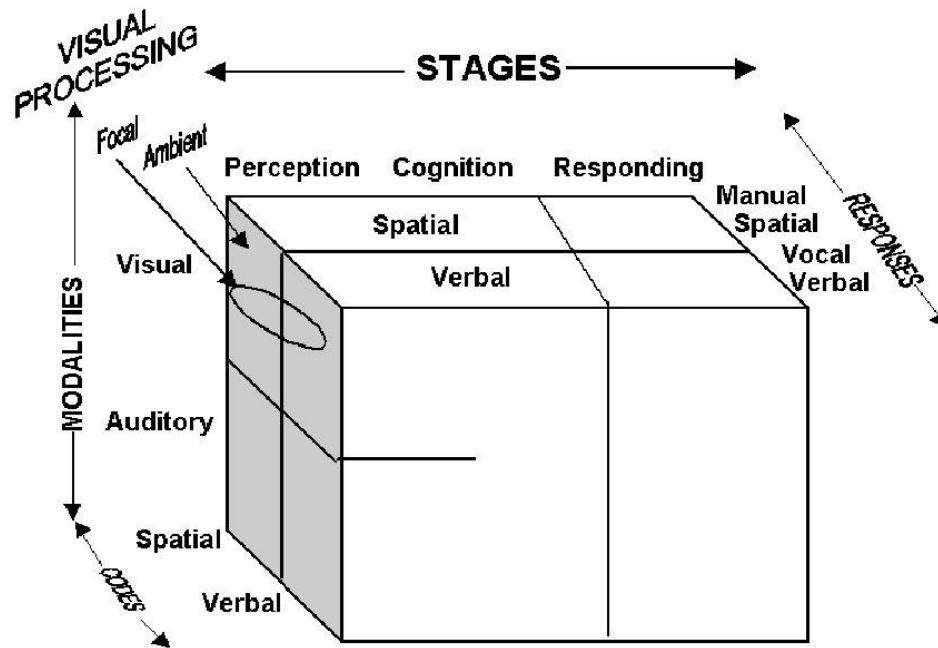 VISUAL
PROCESSING
STAGES
Focal
Ambient
Perception Cognition Responding
Manual
Spatial
Spatial
Vocal
Verbal
Verbal
RESPONSES
Visual
MODALITIES
Auditory
Spatial
Verbal
CODES